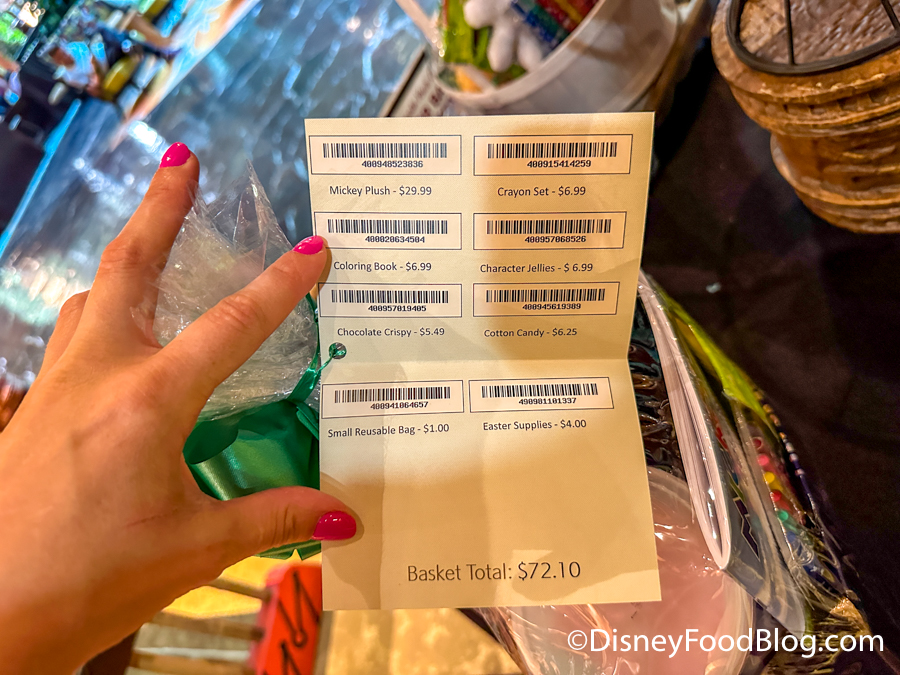 400940523836 400915414259
Mickey Plush - $29.99 Crayon Set - $6.99
400020634504 400957068526
Coloring Book - $6.99 Character Jellies - $ 6.99
400957019405 400945619389
Chocolate Crispy - $5.49 Cotton Candy - $6.25
400941064657 490901101337
Small Reusable Bag - $1.00 Easter Supplies - $4.00
Basket Total: $72.10
©DisneyFoodBlog.com